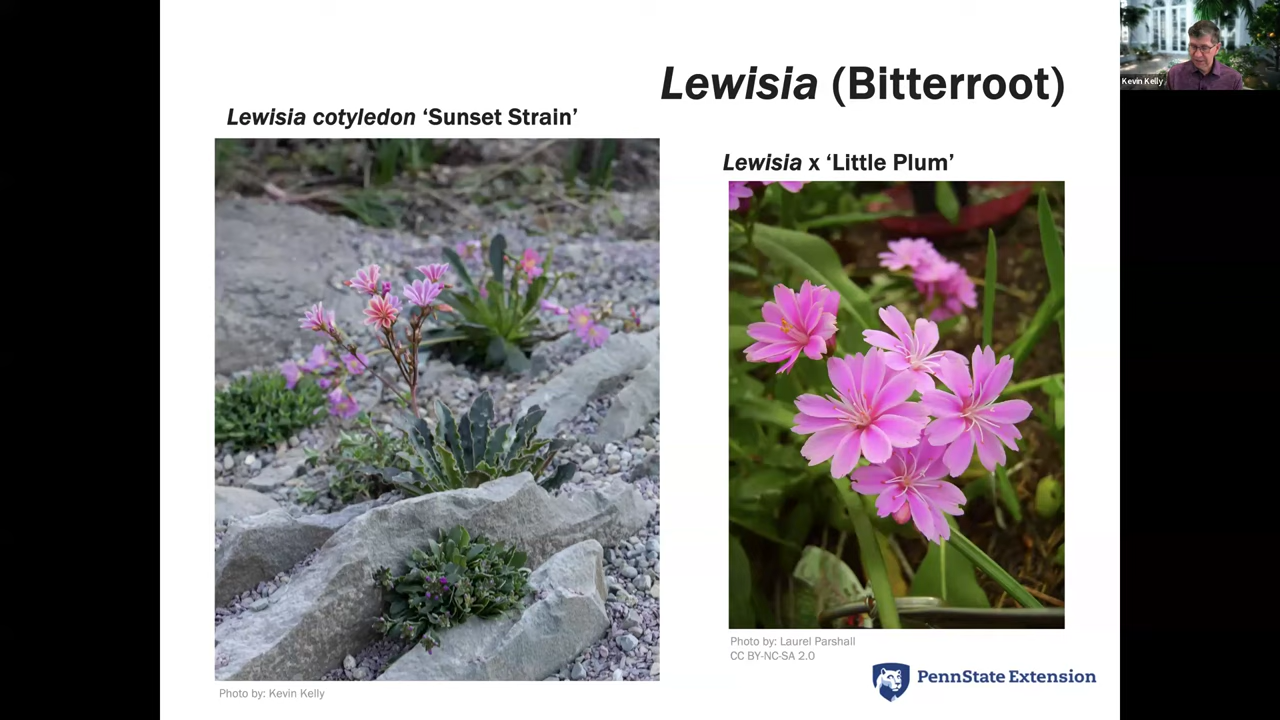 Lewisia (Bitterroot)
Lewisia cotyledon ‘Sunset Strain’
Lewisia x ‘Little Plum’
Photo by: Kevin Kelly
Photo by: Laurel Parshall
CC BY-NC-SA 2.0
PennState Extension
Kevin Kelly